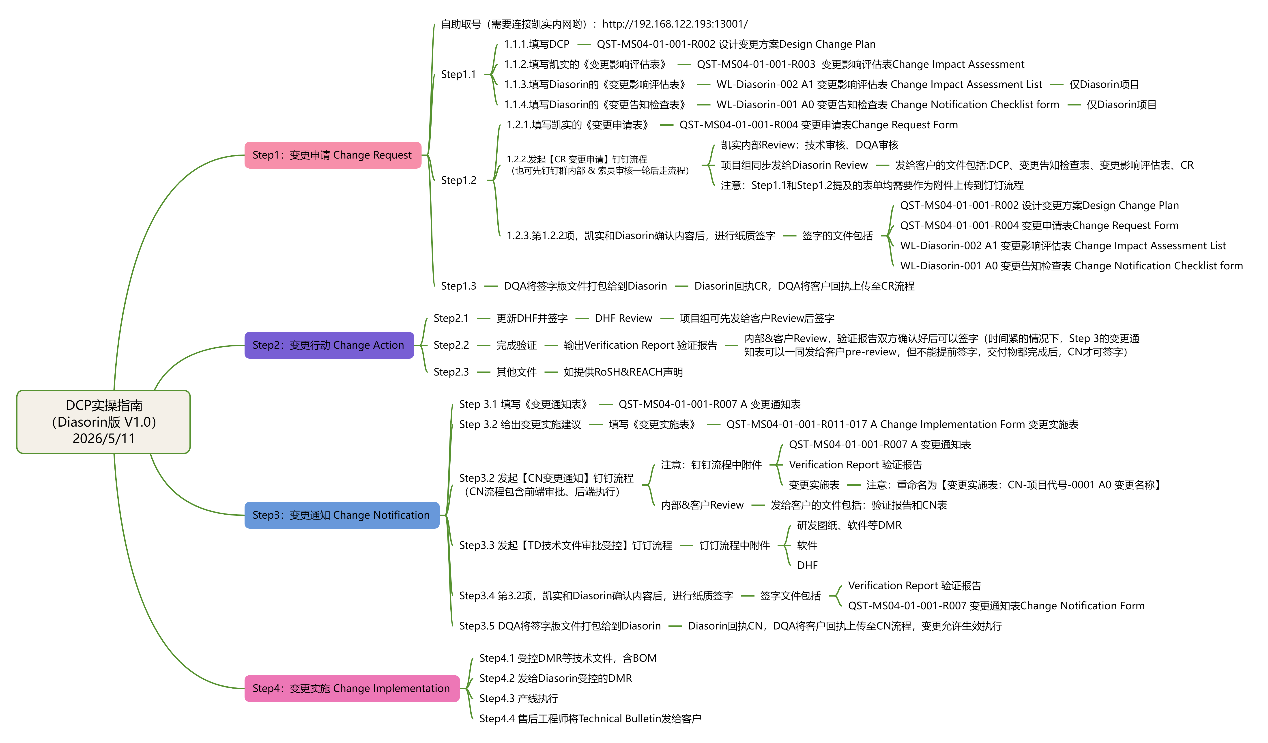 DCP实操指南
（Diasorin版 V1.0）
2026/5/11
Step1：变更申请 Change Request
自助取号（需要连接凯实内网哟）：http://192.168.122.193:13001/
Step1.1
1.1.1.填写DCP
QST-MS04-01-001-R002 设计变更方案Design Change Plan
1.1.2.填写凯实的《变更影响评估表》
QST-MS04-01-001-R003 变更影响评估表Change Impact Assessment
1.1.3.填写Diasorin的《变更影响评估表》
WL-Diasorin-002 A1 变更影响评估表 Change Impact Assessment List
仅Diasorin项目
1.1.4.填写Diasorin的《变更告知检查表》
WL-Diasorin-001 A0 变更告知检查表 Change Notification Checklist form
仅Diasorin项目
Step1.2
1.2.1.填写凯实的《变更申请表》
QST-MS04-01-001-R004 变更申请表Change Request Form
1.2.2.发起【CR 变更申请】钉钉流程
（也可先钉钉群内部 & 索灵审核一轮后走流程）
凯实内部Review：技术审核、DQA审核
项目组同步发给Diasorin Review
发给客户的文件包括:DCP、变更告知检查表、变更影响评估表、CR
注意：Step1.1和Step1.2提及的表单均需要作为附件上传到钉钉流程
1.2.3.第1.2.2项，凯实和Diasorin确认内容后，进行纸质签字
签字的文件包括
QST-MS04-01-001-R002 设计变更方案Design Change Plan
QST-MS04-01-001-R004 变更申请表Change Request Form
WL-Diasorin-002 A1 变更影响评估表 Change Impact Assessment List
WL-Diasorin-001 A0 变更告知检查表 Change Notification Checklist form
Step1.3
DQA将签字版文件打包给到Diasorin
Diasorin回执CR，DQA将客户回执上传至CR流程
Step2：变更行动 Change Action
Step2.1
更新DHF并签字
DHF Review
项目组可先发给客户Review后签字
Step2.2
完成验证
输出Verification Report 验证报告
内部&客户Review，验证报告双方确认好后可以签字（时间紧的情况下，Step 3的变更通
知表可以一同发给客户pre-review，但不能提前签字，交付物都完成后，CN才可签字）
Step2.3
其他文件
如提供RoSH&REACH声明
Step3：变更通知 Change Notification
Step 3.1 填写《变更通知表》
QST-MS04-01-001-R007 A 变更通知表
Step 3.2 给出变更实施建议
填写《变更实施表》
QST-MS04-01-001-R011-017 A Change Implementation Form 变更实施表
Step3.2 发起【CN变更通知】钉钉流程
（CN流程包含前端审批、后端执行）
注意：钉钉流程中附件
QST-MS04-01-001-R007 A 变更通知表
Verification Report 验证报告
变更实施表
注意：重命名为【变更实施表：CN-项目代号-0001 A0 变更名称】
内部&客户Review
发给客户的文件包括：验证报告和CN表
Step3.3 发起【TD技术文件审批受控】钉钉流程
钉钉流程中附件
研发图纸、软件等DMR
软件
DHF
Step3.4 第3.2项，凯实和Diasorin确认内容后，进行纸质签字
签字文件包括
Verification Report 验证报告
QST-MS04-01-001-R007 变更通知表Change Notification Form
Step3.5 DQA将签字版文件打包给到Diasorin
Diasorin回执CN，DQA将客户回执上传至CN流程，变更允许生效执行
Step4：变更实施 Change Implementation
Step4.1 受控DMR等技术文件，含BOM
Step4.2 发给Diasorin受控的DMR
Step4.3 产线执行
Step4.4 售后工程师将Technical Bulletin发给客户